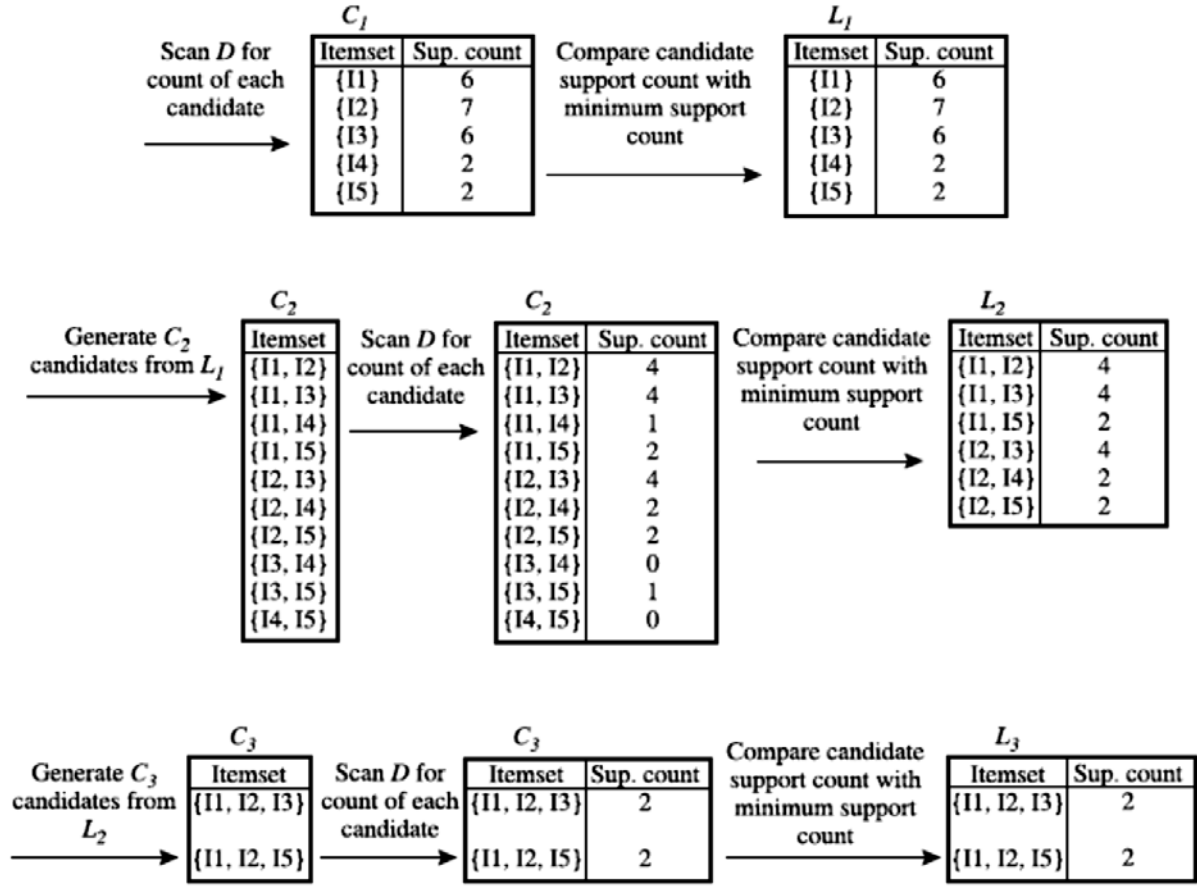 C1
L1
Scan D for
count of each
candidate
Itemset Sup. count
{I1} 6
{I2} 7
{I3} 6
{I4} 2
{I5} 2
Compare candidate
support count with
minimum support
count
Itemset Sup. count
{I1} 6
{I2} 7
{I3} 6
{I4} 2
{I5} 2
Generate C2
candidates from L1
C2
Itemset
{I1, I2}
{I1, I3}
{I1, I4}
{I1, I5}
{I2, I3}
{I2, I4}
{I2, I5}
{I3, I4}
{I3, I5}
{I4, I5}
Scan D for
count of each
candidate
C2
Itemset Sup. count
{I1, I2} 4
{I1, I3} 4
{I1, I4} 1
{I1, I5} 2
{I2, I3} 4
{I2, I4} 2
{I2, I5} 2
{I3, I4} 0
{I3, I5} 1
{I4, I5} 0
Compare candidate
support count with
minimum support
count
L2
Itemset Sup. count
{I1, I2} 4
{I1, I3} 4
{I1, I5} 2
{I2, I3} 4
{I2, I4} 2
{I2, I5} 2
Generate C3
candidates from
L2
C3
Itemset
{I1, I2, I3}
{I1, I2, I5}
Scan D for
count of each
candidate
C3
Itemset Sup. count
{I1, I2, I3} 2
{I1, I2, I5} 2
Compare candidate
support count with
minimum support
count
L3
Itemset Sup. count
{I1, I2, I3} 2
{I1, I2, I5} 2